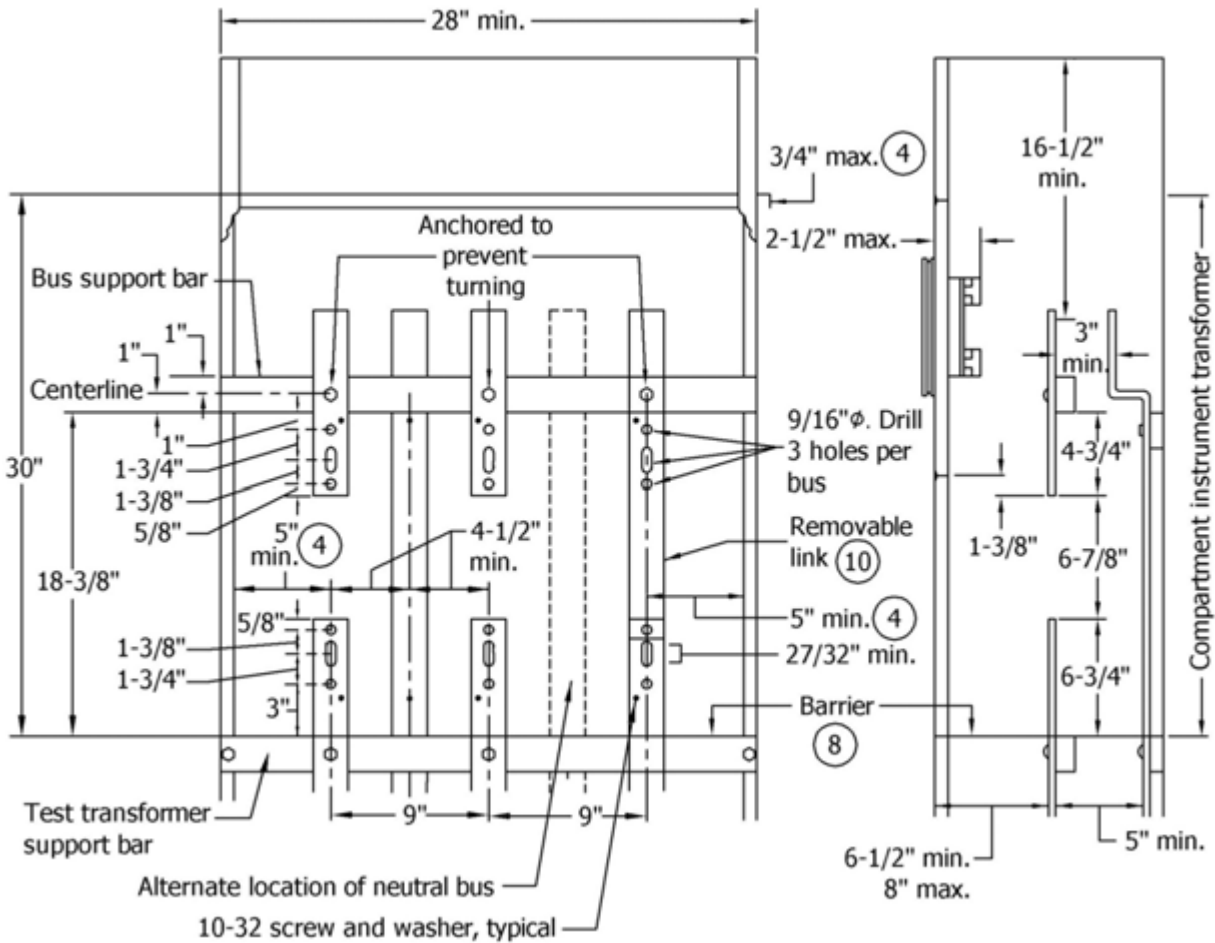 28" min.
3/4" max. 4
16-1/2"
min.
Anchored to
prevent
turning
2-1/2" max.
Bus support bar
1"
1"
Centerline
3"
min.
Compartment instrument transformer
9/16"⌀. Drill
3 holes per
bus
1"
1-3/4"
1-3/8"
5/8"
30"
4-3/4"
5"
min. 4
4-1/2"
min.
Removable
link 10
1-3/8"
6-7/8"
18-3/8"
5/8"
1-3/8"
1-3/4"
3"
5" min. 4
27/32" min.
6-3/4"
Barrier
8
Test transformer
support bar
9"
9"
5" min.
6-1/2" min.
8" max.
Alternate location of neutral bus
10-32 screw and washer, typical